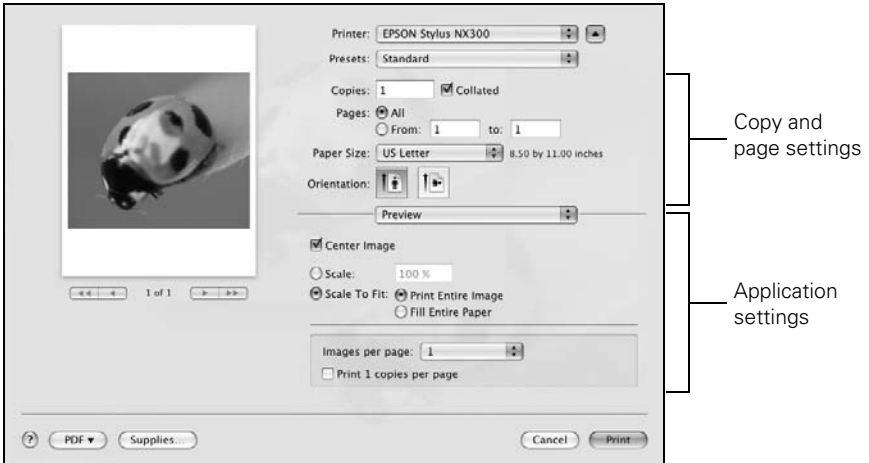 Printer: EPSON Stylus NX300
Presets: Standard
Copies: 1 Collated
Pages: All
From: 1 to: 1
Paper Size: US Letter 8.50 by 11.00 inches
Orientation:
Copy and
page settings
Preview
Center Image
Scale: 100 %
Scale To Fit: Print Entire Image
Fill Entire Paper
1 of 1
Application
settings
Images per page: 1
Print 1 copies per page
? PDF Supplies... Cancel Print